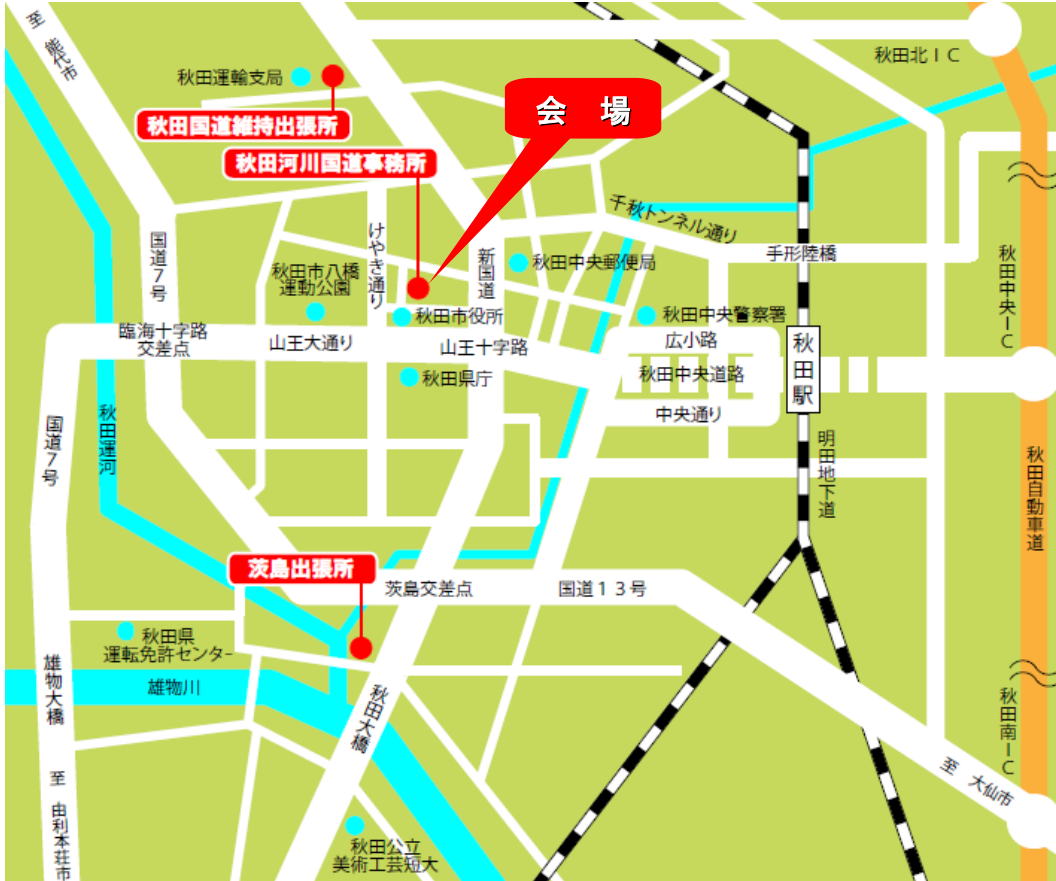 至 能代市
秋田北ＩＣ
秋田運輸支局
会 場
秋田国道維持出張所
秋田河川国道事務所
千秋トンネル通り
手形陸橋
国道７号
けやき通り
新国道
秋田中央ＩＣ
秋田市八橋
運動公園
秋田中央郵便局
秋田市役所
秋田中央警察署
臨海十字路
交差点
山王大通り
山王十字路
広小路
秋田駅
秋田県庁
秋田中央道路
中央通り
国道７号
秋田運河
明田地下道
秋田自動車道
茨島出張所
茨島交差点
国道１３号
秋田県
運転免許センター
雄物大橋
雄物川
秋田大橋
秋田南ＩＣ
至 大仙市
至 由利本荘市
秋田公立
美術工芸短大